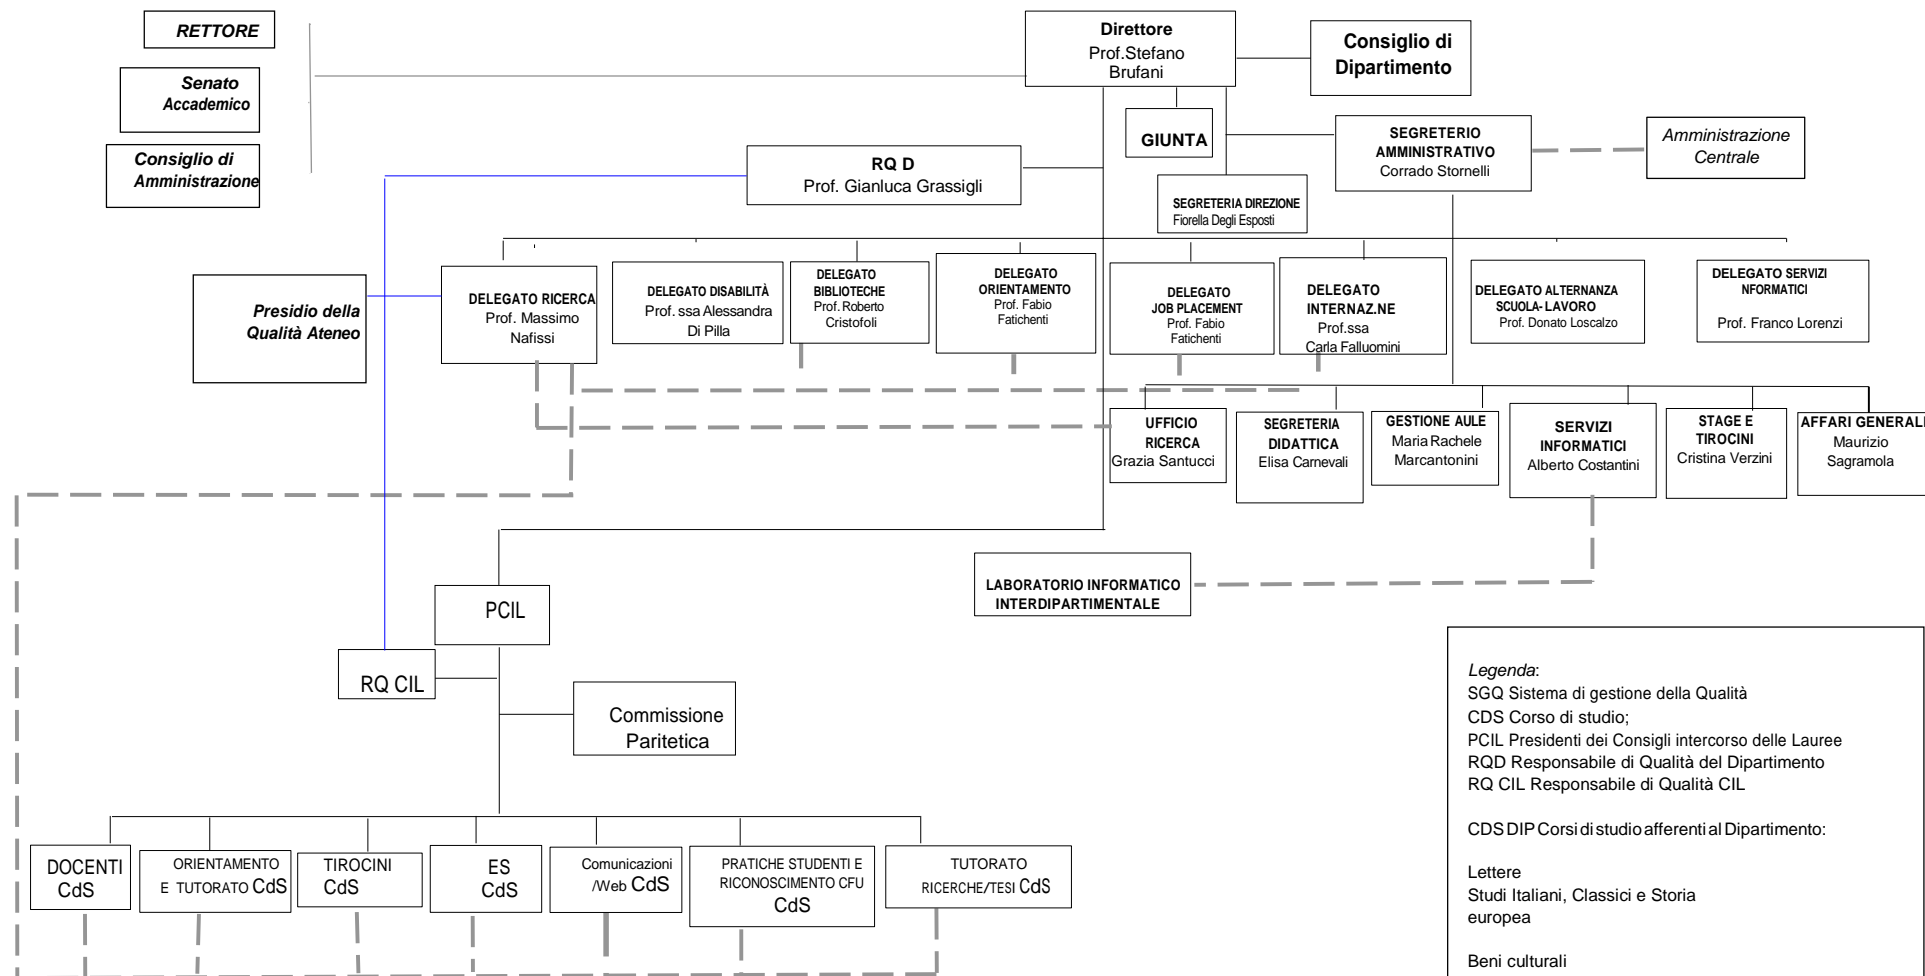 RETTORE
Senato
Accademico
Consiglio di
Amministrazione
Direttore
Prof.Stefano
Brufani
Consiglio di
Dipartimento
GIUNTA
SEGRETERIO
AMMINISTRATIVO
Corrado Stornelli
Amministrazione
Centrale
RQ D
Prof. Gianluca Grassigli
SEGRETERIA DIREZIONE
Fiorella Degli Esposti
Presidio della
Qualità Ateneo
DELEGATO RICERCA
Prof. Massimo
Nafissi
DELEGATO DISABILITÀ
Prof. ssa Alessandra
Di Pilla
DELEGATO
BIBLIOTECHE
Prof. Roberto
Cristofoli
DELEGATO
ORIENTAMENTO
Prof. Fabio
Fatichenti
DELEGATO
JOB PLACEMENT
Prof. Fabio
Fatichenti
DELEGATO
INTERNAZ.NE
Prof.ssa
Carla Falluomini
DELEGATO ALTERNANZA
SCUOLA- LAVORO
Prof. Donato Loscalzo
DELEGATO SERVIZI
NFORMATICI
Prof. Franco Lorenzi
UFFICIO
RICERCA
Grazia Santucci
SEGRETERIA
DIDATTICA
Elisa Carnevali
GESTIONE AULE
Maria Rachele
Marcantonini
SERVIZI
INFORMATICI
Alberto Costantini
STAGE E
TIROCINI
Cristina Verzini
AFFARI GENERALI
Maurizio
Sagramola
LABORATORIO INFORMATICO
INTERDIPARTIMENTALE
PCIL
RQ CIL
Commissione
Paritetica
DOCENTI
CdS
ORIENTAMENTO
E TUTORATO CdS
TIROCINI
CdS
ES
CdS
Comunicazioni
/Web CdS
PRATICHE STUDENTI E
RICONOSCIMENTO CFU
CdS
TUTORATO
RICERCHE/TESI CdS
Legenda:
SGQ Sistema di gestione della Qualità
CDS Corso di studio;
PCIL Presidenti dei Consigli intercorso delle Lauree
RQD Responsabile di Qualità del Dipartimento
RQ CIL Responsabile di Qualità CIL
CDS DIP Corsi di studio afferenti al Dipartimento:
Lettere
Studi Italiani, Classici e Storia
europea
Beni culturali